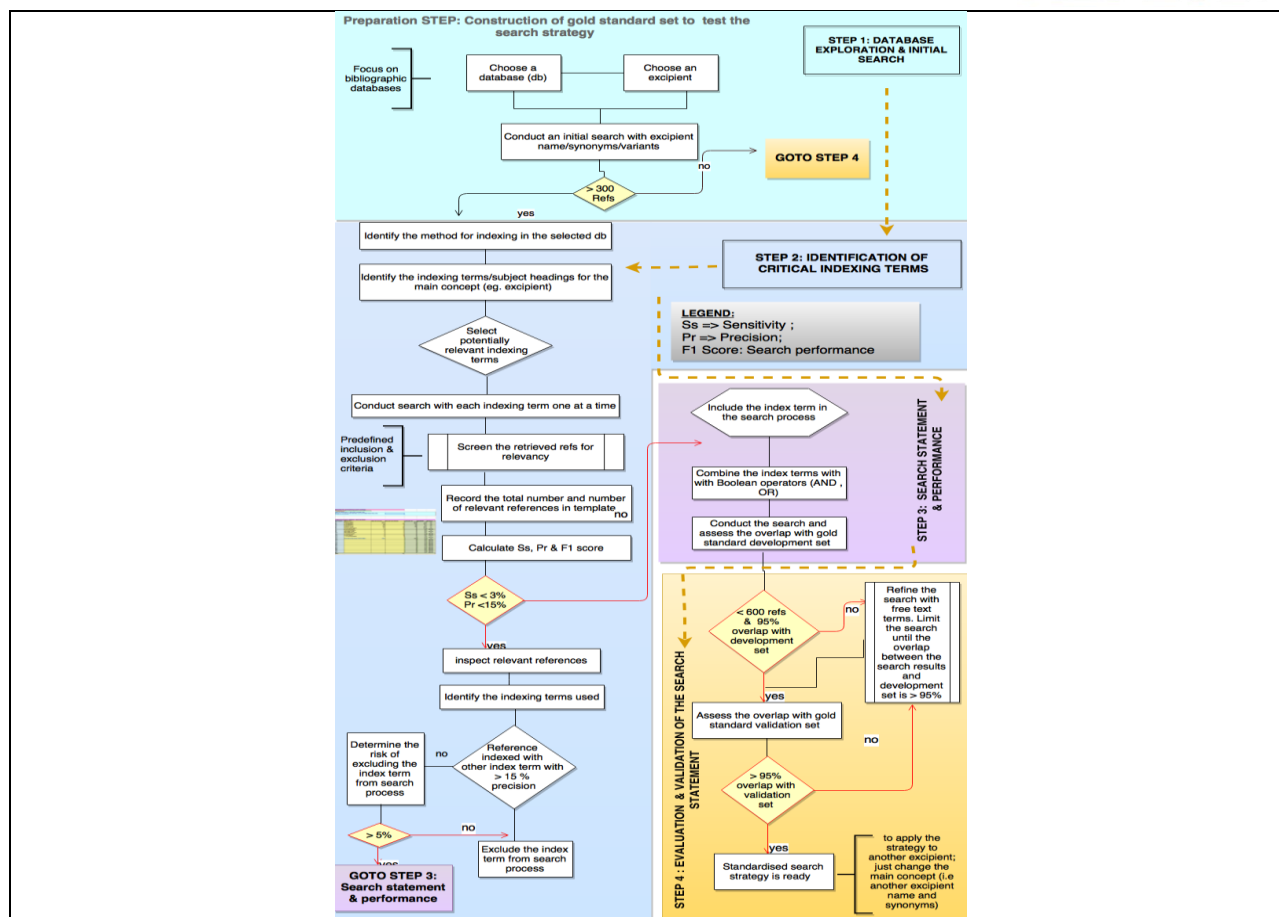 Preparation STEP: Construction of gold standard set to test the
search strategy
STEP 1: DATABASE
EXPLORATION & INITIAL
SEARCH
Focus on
bibliographic
databases
Choose a
database (db)
Choose an
excipient
Conduct an initial search with excipient
name/synonyms/variants
no
GOTO STEP 4
> 300
Refs
yes
Identify the method for indexing in the selected db
STEP 2: IDENTIFICATION OF
CRITICAL INDEXING TERMS
Identify the indexing terms/subject headings for the
main concept (eg. excipient)
LEGEND:
Ss => Sensitivity ;
Pr => Precision;
F1 Score: Search performance
Select
potentially
relevant indexing
terms
Conduct search with each indexing term one at a time
Predefined
inclusion &
exclusion
criteria
Screen the retrieved refs for
relevancy
Record the total number and number
of relevant references in template
no
Calculate Ss, Pr & F1 score
Ss < 3%
Pr <15%
yes
inspect relevant references
Identify the indexing terms used
Reference
indexed with
other index term with
> 15 %
precision
no
Determine the
risk of
excluding the
index term
from search
process
> 5%
no
Exclude the index
term from search
process
yes
GOTO STEP 3:
Search statement
& performance
STEP 3: SEARCH STATEMENT
& PERFORMANCE
Include the index term in
the search process
Combine the index terms with
with Boolean operators (AND ,
OR)
Conduct the search and
assess the overlap with gold
standard development set
STEP 4 : EVALUATION & VALIDATION OF THE SEARCH
STATEMENT
< 600 refs
& 95%
overlap with
development
set
no
Refine the
search with
free text
terms. Limit
the search
until the
overlap
between the
search results
and
development
set is > 95%
yes
Assess the overlap with gold
standard validation set
no
> 95%
overlap with
validation
set
yes
Standardised search
strategy is ready
to apply the
strategy to
another excipient;
just change the
main concept (i.e
another excipient
name and
synonyms)